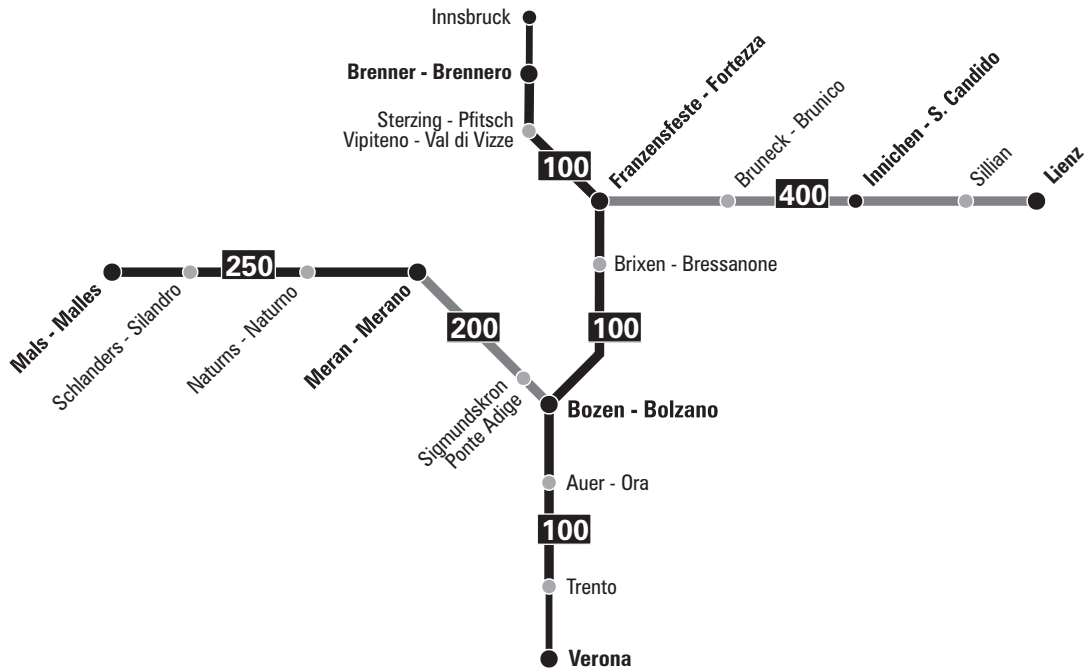 Innsbruck
Brenner - Brennero
Sterzing - Pfitsch
Vipiteno - Val di Vizze
100
Franzensfeste - Fortezza
Bruneck - Brunico
400
Innichen - S. Candido
Sillian
Lienz
Brixen - Bressanone
250
Mals - Malles
Schlanders - Silandro
Naturns - Naturno
Meran - Merano
200
100
Sigmundskron
Ponte Adige
Bozen - Bolzano
Auer - Ora
100
Trento
Verona